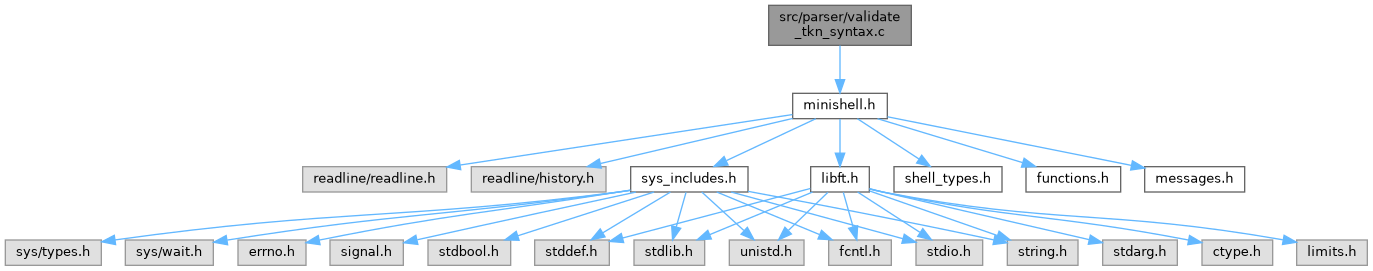 src/parser/validate
_tkn_syntax.c
minishell.h
readline/readline.h
readline/history.h
sys_includes.h
libft.h
shell_types.h
functions.h
messages.h
sys/types.h
sys/wait.h
errno.h
signal.h
stdbool.h
stddef.h
stdlib.h
unistd.h
fcntl.h
stdio.h
string.h
stdarg.h
ctype.h
limits.h